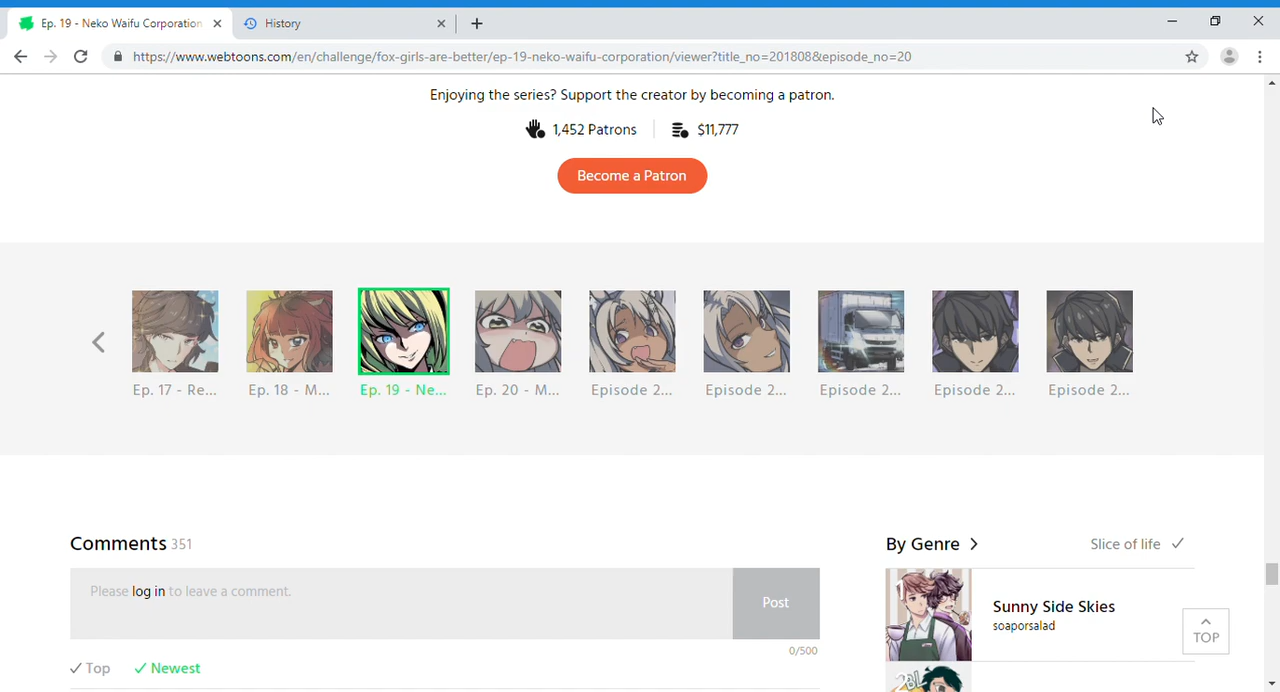 Ep. 19 - Neko Waifu Corporation
History
https://www.webtoons.com/en/challenge/fox-girls-are-better/ep-19-neko-waifu-corporation/viewer?title_no=201808&episode_no=20
Enjoying the series? Support the creator by becoming a patron.
1,452 Patrons $11,777
Become a Patron
Ep. 17 - Re... Ep. 18 - M... Ep. 19 - Ne... Ep. 20 - M... Episode 2... Episode 2... Episode 2... Episode 2... Episode 2...
Comments 351
Please log in to leave a comment.
Post
0/500
Top Newest
By Genre Slice of life
1
Sunny Side Skies
soaporsalad
TOP
2